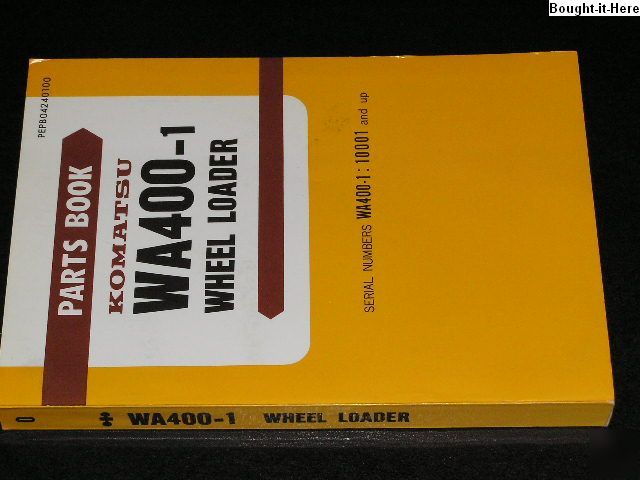 Bought-it-Here
PEPB04240100
PARTS BOOK
KOMATSU
WA400-1
WHEEL LOADER
SERIAL NUMBERS WA400-1: 10001 and up
0 WA400-1 WHEEL LOADER